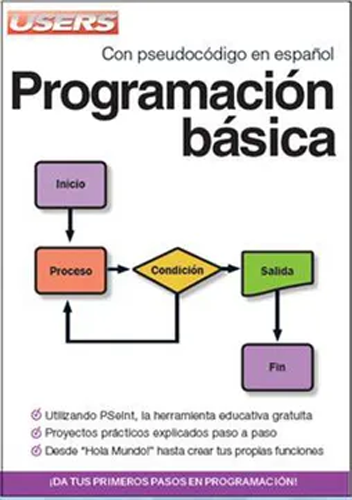 USERS
Con pseudocódigo en español
Programación
básica
Inicio
Proceso
Condición
Salida
Fin
Utilizando PSeInt, la herramienta educativa gratuita
Proyectos prácticos explicados paso a paso
Desde "Hola Mundo!" hasta crear tus propias funciones
¡DA TUS PRIMEROS PASOS EN PROGRAMACIÓN!